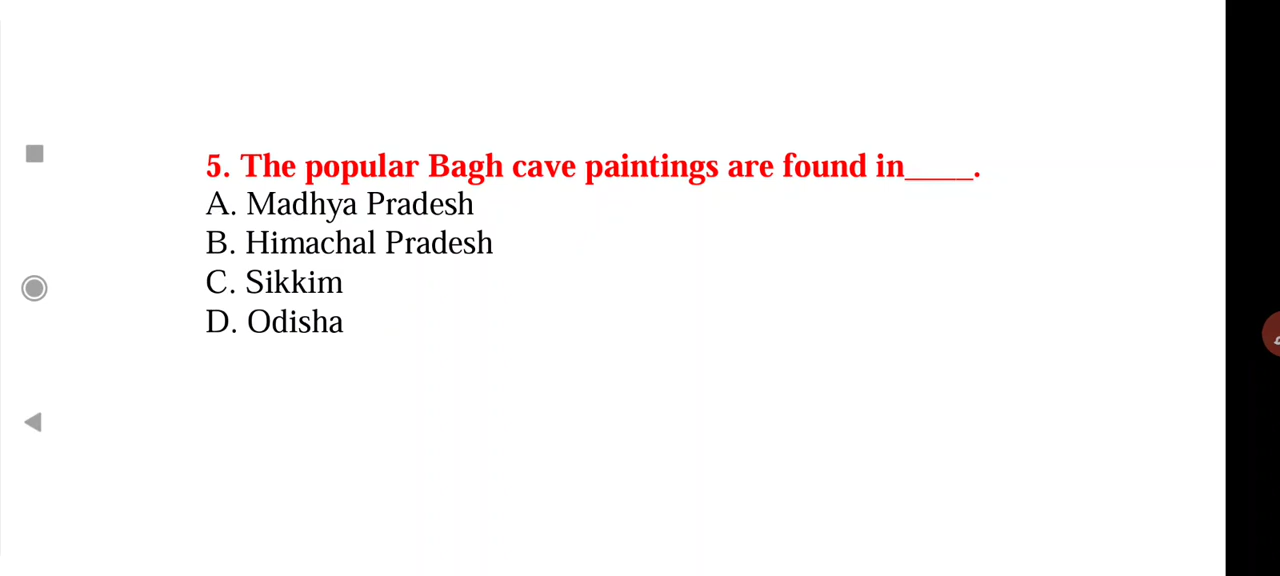 5. The popular Bagh cave paintings are found in____.
A. Madhya Pradesh
B. Himachal Pradesh
C. Sikkim
D. Odisha